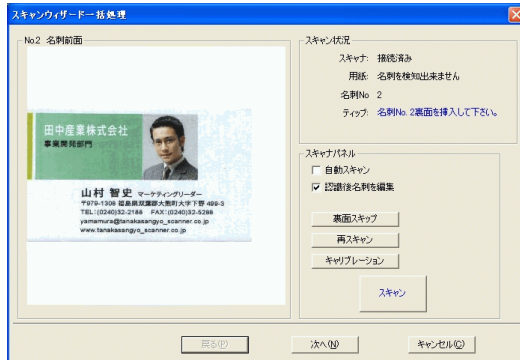 スキャンウィザードー括処理
No.2 名刺前面
田中産業株式会社
事業開発部門
山村 智史 マーケティングリーダー
〒979-1308 福島県双葉郡大熊町大字下野 499-3
TEL:(0240)32-2188 FAX:(0240)32-5288
yamamura@tanakasangyo_scanner.co.jp
www.tanakasangyo_scanner.co.jp
スキャン状況
スキャナ: 接続済み
用紙: 名刺を検知出来ません
名刺No 2
ティップ: 名刺No. 2裏面を挿入して下さい。
スキャナパネル
自動スキャン
認識後名刺を編集
裏面スキップ
再スキャン
キャリブレーション
スキャン
戻る(P)
次へ(N)
キャンセル(C)